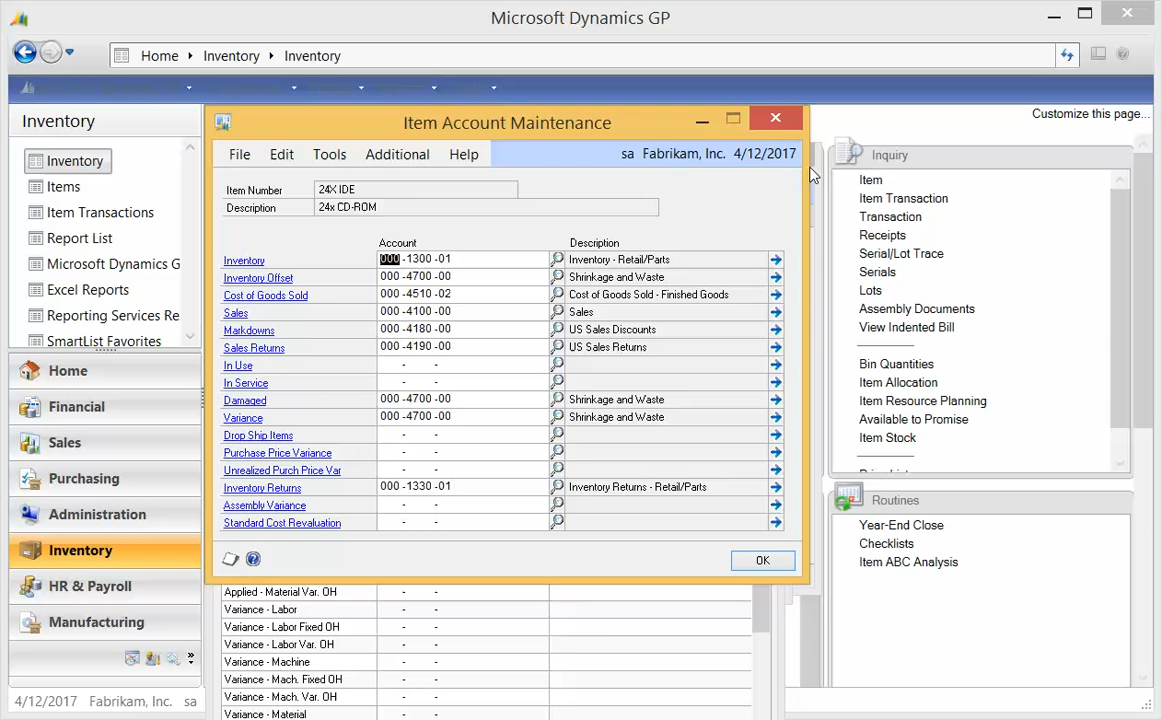 Microsoft Dynamics GP
Home
Inventory
Inventory
Inventory
Customize this page...
Inventory
Items
Item Transactions
Report List
Microsoft Dynamics G
Excel Reports
Reporting Services Re
SmartList Favorites
Home
Financial
Sales
Purchasing
Administration
Inventory
HR & Payroll
Manufacturing
4/12/2017 Fabrikam, Inc. sa
Item Account Maintenance
File Edit Tools Additional Help
sa Fabrikam, Inc. 4/12/2017
Item Number 24X IDE
Description 24x CD-ROM
Account Description
Inventory 000 -1300 -01 Inventory - Retail/Parts
Inventory Offset 000 -4700 -00 Shrinkage and Waste
Cost of Goods Sold 000 -4510 -02 Cost of Goods Sold - Finished Goods
Sales 000 -4100 -00 Sales
Markdowns 000 -4180 -00 US Sales Discounts
Sales Returns 000 -4190 -00 US Sales Returns
In Use - -
In Service - -
Damaged 000 -4700 -00 Shrinkage and Waste
Variance 000 -4700 -00 Shrinkage and Waste
Drop Ship Items - -
Purchase Price Variance - -
Unrealized Purch Price Var - -
Inventory Returns 000 -1330 -01 Inventory Returns - Retail/Parts
Assembly Variance - -
Standard Cost Revaluation - -
OK
Applied - Material Var. OH - -
Variance - Labor - -
Variance - Labor Fixed OH - -
Variance - Labor Var. OH - -
Variance - Machine - -
Variance - Mach. Fixed OH - -
Variance - Mach. Var. OH - -
Variance - Material - -
Inquiry
Item
Item Transaction
Transaction
Receipts
Serial/Lot Trace
Serials
Lots
Assembly Documents
View Indented Bill
Bin Quantities
Item Allocation
Item Resource Planning
Available to Promise
Item Stock
Routines
Year-End Close
Checklists
Item ABC Analysis